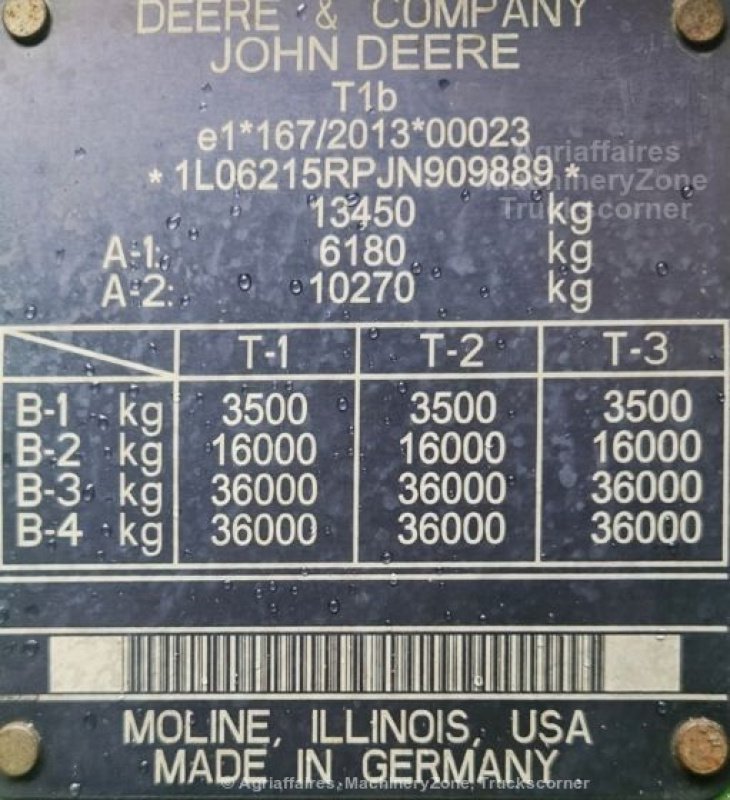 DEERE & COMPANY
JOHN DEERE
T1b
e1*167/2013*00023
*1L06215RPJN909889*
13450 kg
A-1: 6180 kg
A-2: 10270 kg
T-1 T-2 T-3
B-1 kg 3500 3500 3500
B-2 kg 16000 16000 16000
B-3 kg 36000 36000 36000
B-4 kg 36000 36000 36000
MOLINE, ILLINOIS, USA
MADE IN GERMANY
Agriaffaires
MachineryZone
Truckscorner
© Agriaffaires, MachineryZone, Truckscorner